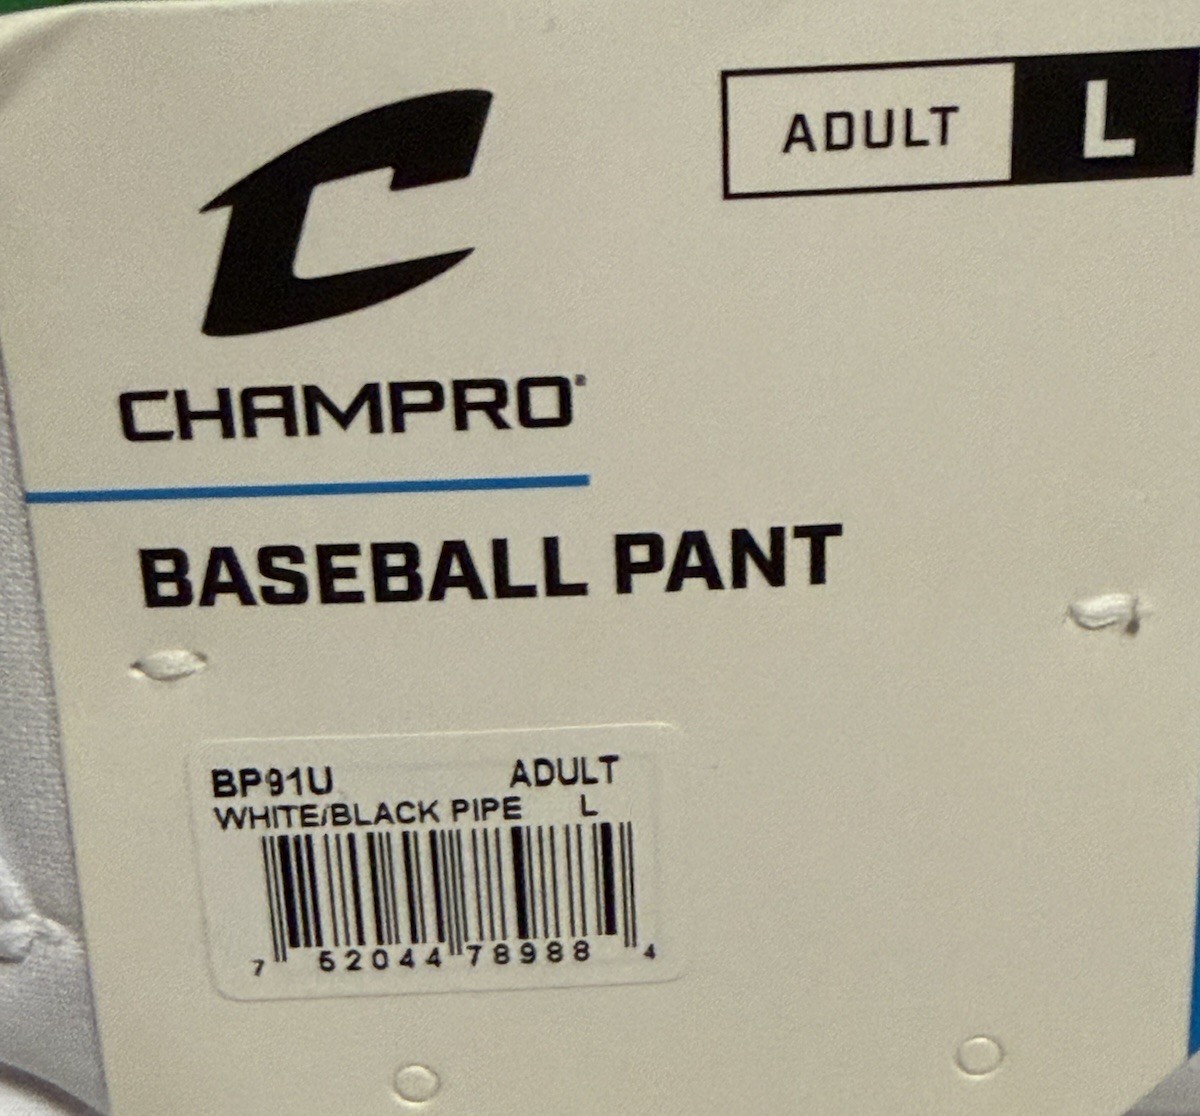 ADULT L
CHAMPRO®
BASEBALL PANT
BP91U ADULT
WHITE/BLACK PIPE L
7 52044 78988 4